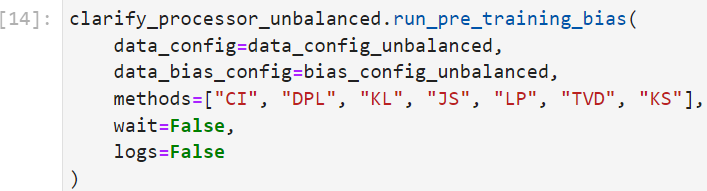 [14]: clarify_processor_unbalanced.run_pre_training_bias(
    data_config=data_config_unbalanced,
    data_bias_config=bias_config_unbalanced,
    methods=["CI", "DPL", "KL", "JS", "LP", "TVD", "KS"],
    wait=False,
    logs=False
)